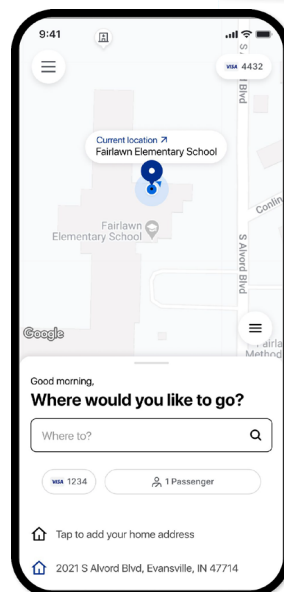 9:41
VISA 4432
S Alvord Blvd
Current location
Fairlawn Elementary School
Conlin
Fairlawn
Elementary School
S Alvord Blvd
Google
Method
Good morning,
Where would you like to go?
Where to?
VISA 1234
1 Passenger
Tap to add your home address
2021 S Alvord Blvd, Evansville, IN 47714